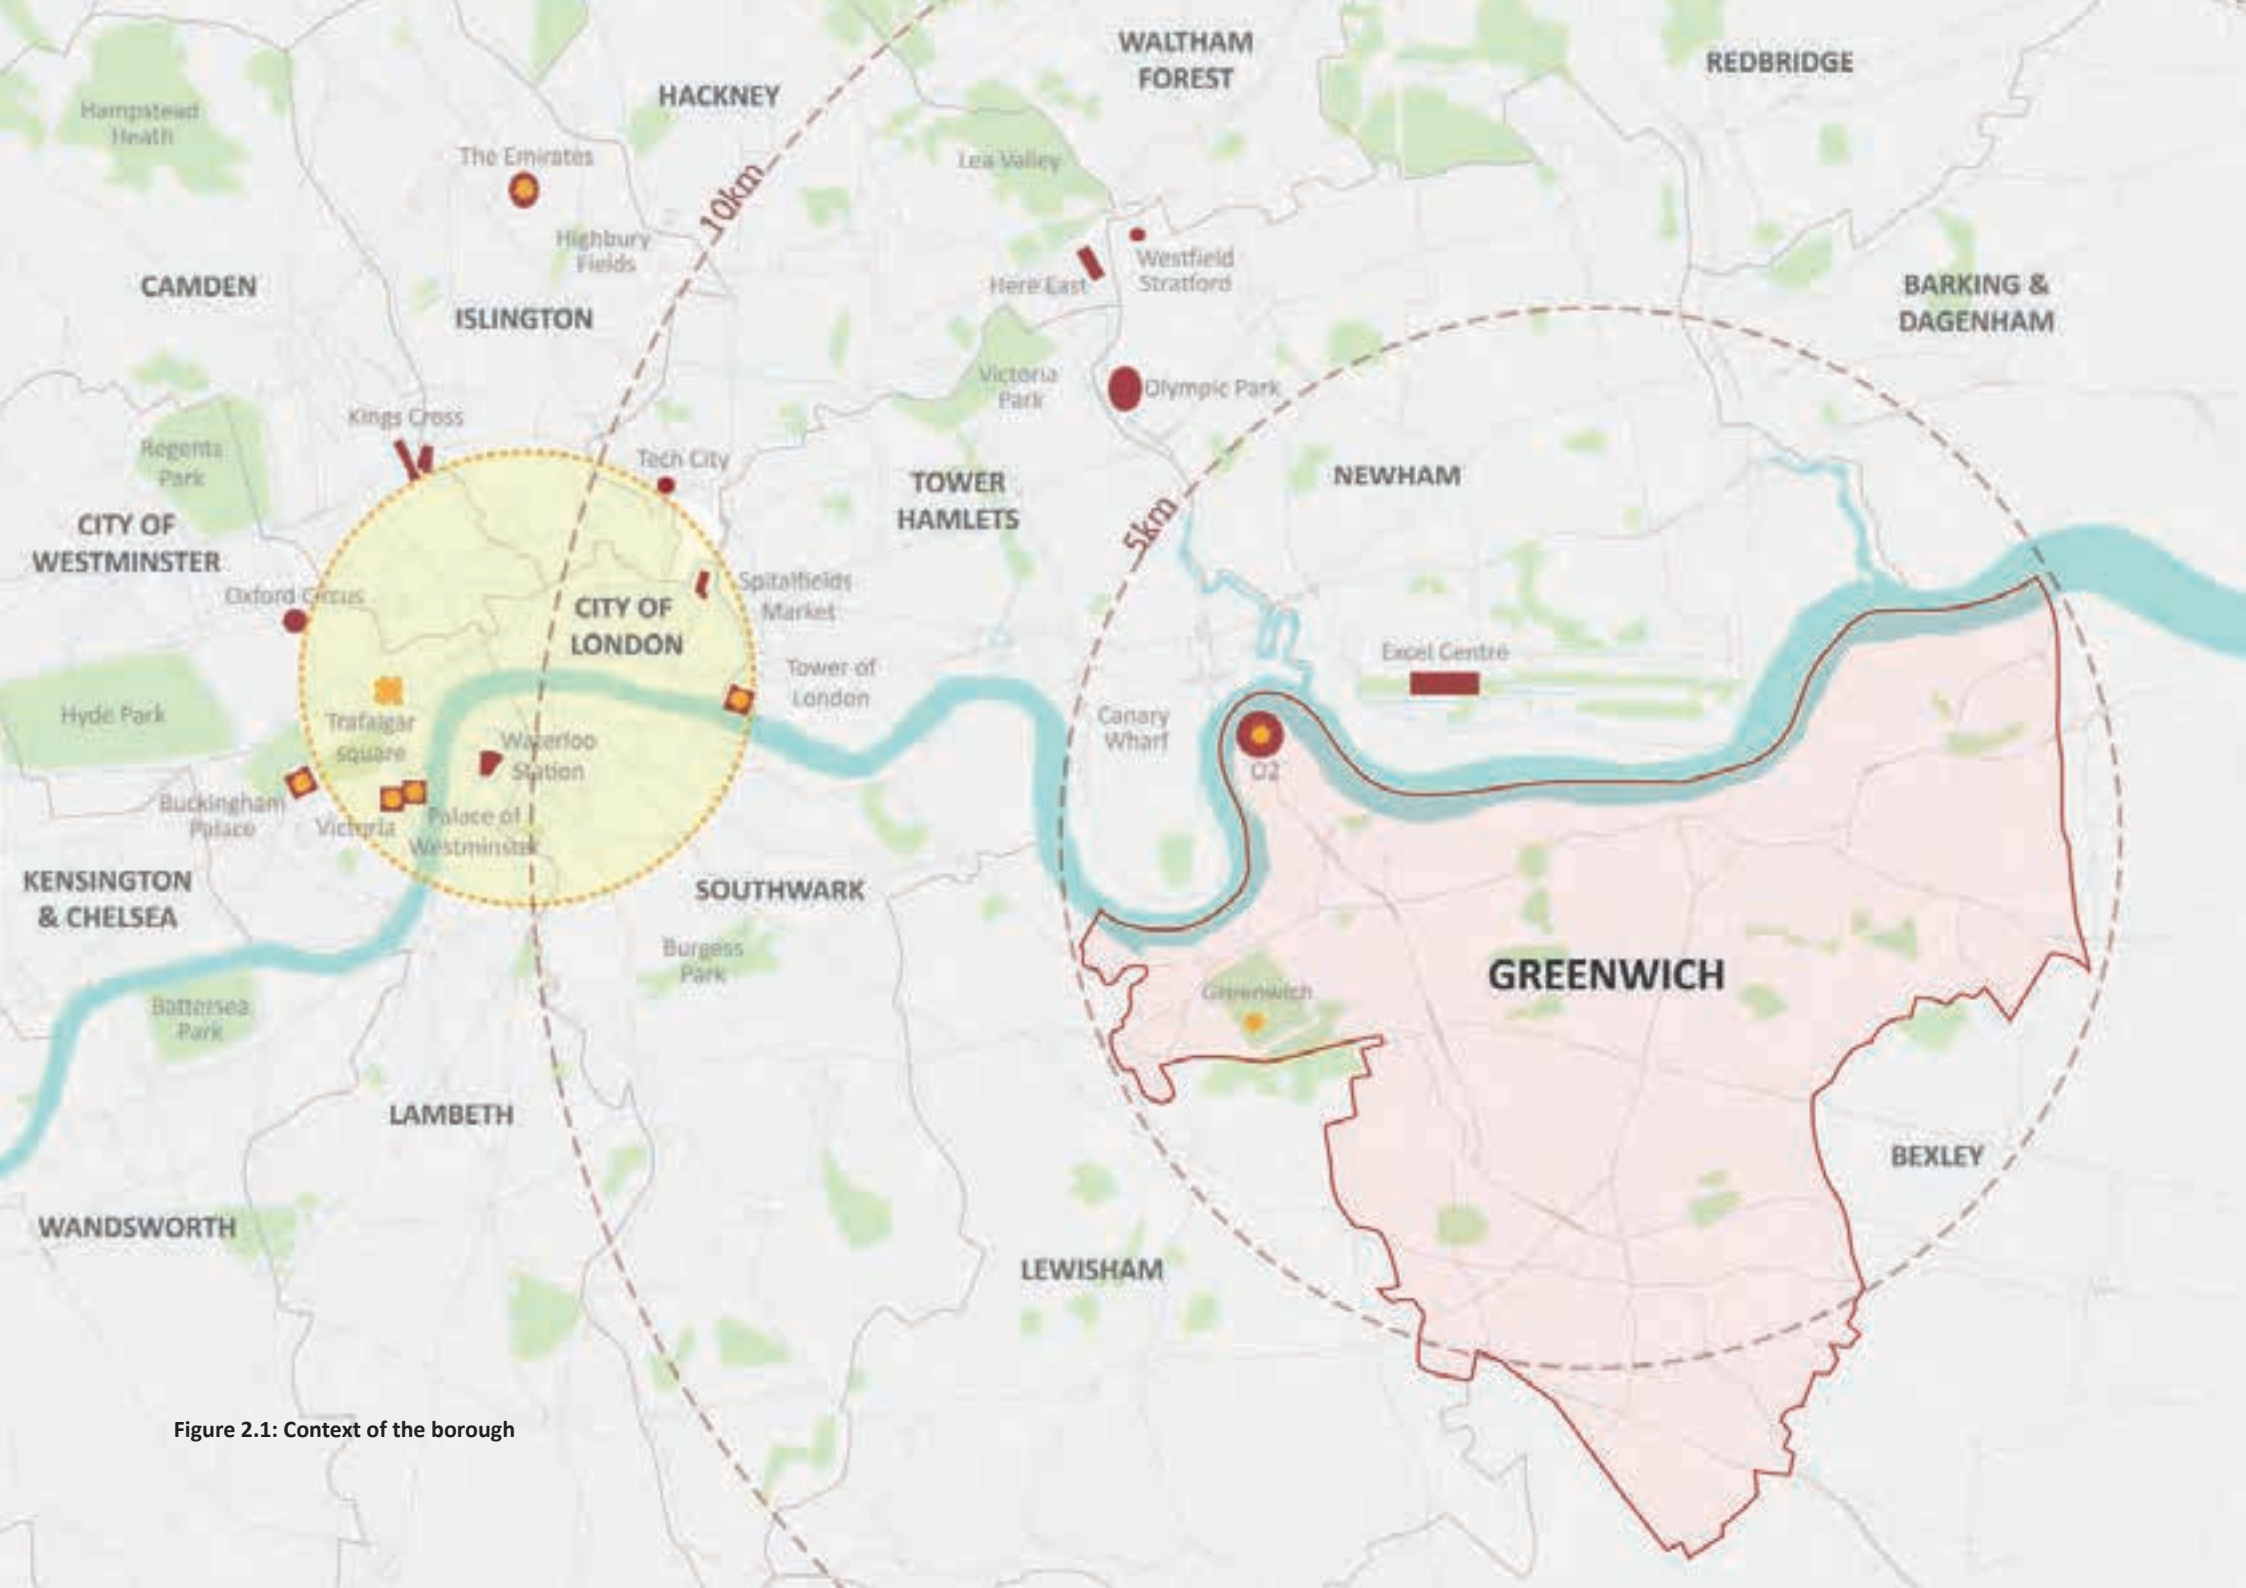 WALTHAM
FOREST
REDBRIDGE
HACKNEY
Hampstead
Heath
The Emirates
Lea Valley
10km
Highbury
Fields
Westfield
Stratford
Here East
CAMDEN
ISLINGTON
BARKING &
DAGENHAM
Victoria
Park
Olympic Park
Kings Cross
Regents
Park
Tech City
TOWER
HAMLETS
NEWHAM
5km
CITY OF
WESTMINSTER
Oxford Circus
Spitalfields
Market
CITY OF
LONDON
Excel Centre
Tower of
London
Hyde Park
Trafalgar
square
Canary
Wharf
Waterloo
Station
O2
Buckingham
Palace
Victoria
Palace of
Westminster
KENSINGTON
& CHELSEA
SOUTHWARK
Burgess
Park
GREENWICH
Greenwich
Battersea
Park
LAMBETH
BEXLEY
WANDSWORTH
LEWISHAM
Figure 2.1: Context of the borough